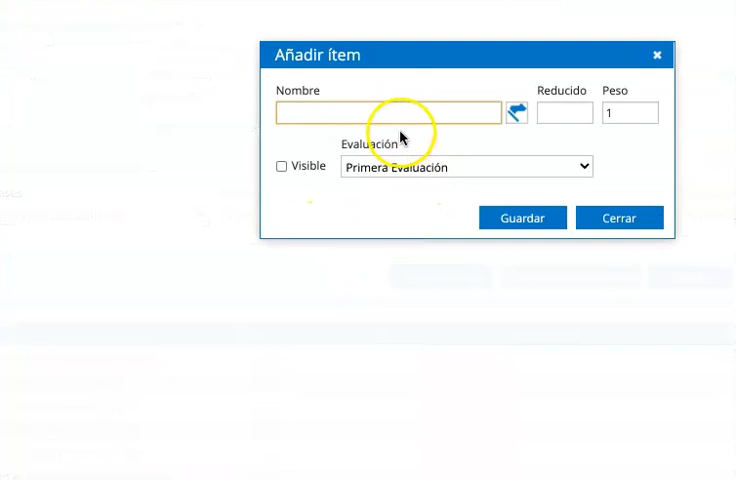 Añadir ítem
Nombre Reducido Peso
1
Evaluación
Visible Primera Evaluación
Guardar Cerrar